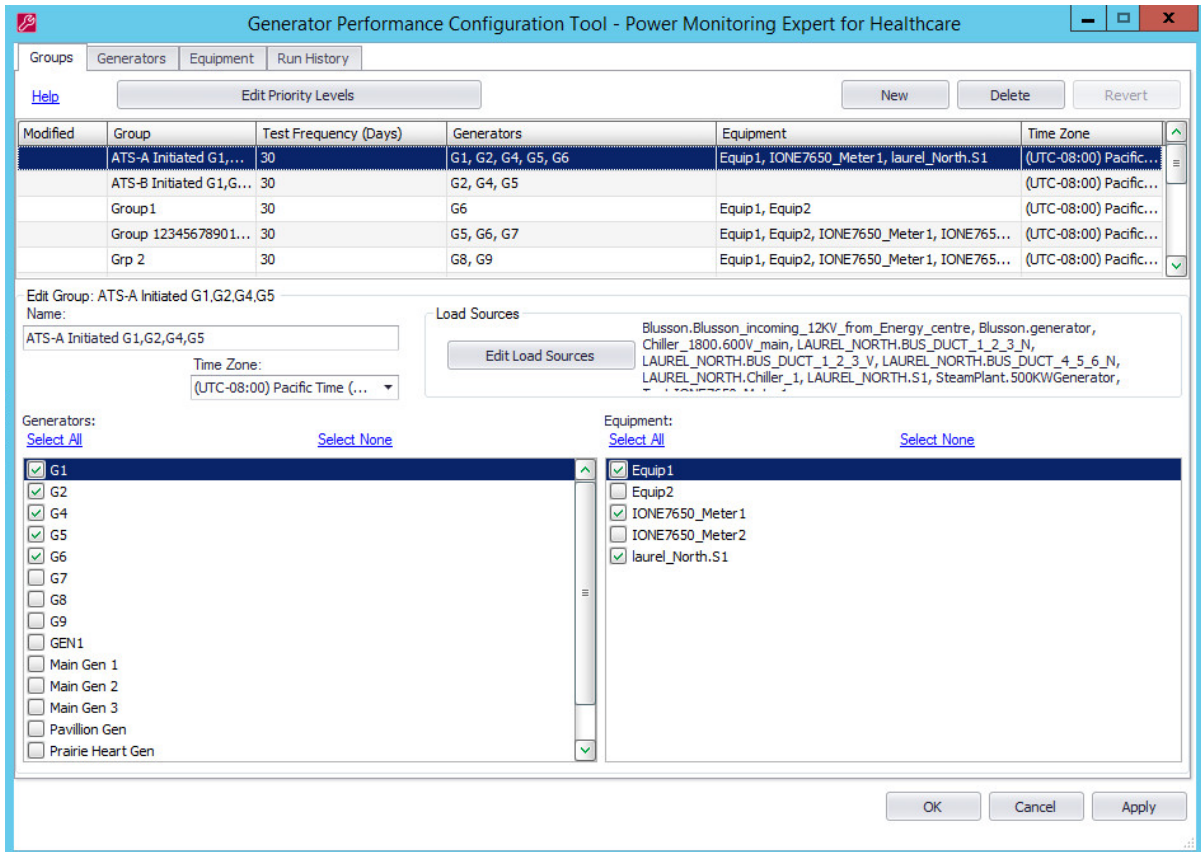 Generator Performance Configuration Tool - Power Monitoring Expert for Healthcare
Groups Generators Equipment Run History
Help Edit Priority Levels New Delete Revert
Modified Group Test Frequency (Days) Generators Equipment Time Zone
ATS-A Initiated G1,... 30 G1, G2, G4, G5, G6 Equip1, IONE7650_Meter1, laurel_North.S1 (UTC-08:00) Pacific...
ATS-B Initiated G1,G... 30 G2, G4, G5 (UTC-08:00) Pacific...
Group1 30 G6 Equip1, Equip2 (UTC-08:00) Pacific...
Group 12345678901... 30 G5, G6, G7 Equip1, Equip2, IONE7650_Meter1, IONE765... (UTC-08:00) Pacific...
Grp 2 30 G8, G9 Equip1, Equip2, IONE7650_Meter1, IONE765... (UTC-08:00) Pacific...
Edit Group: ATS-A Initiated G1,G2,G4,G5
Name:
ATS-A Initiated G1,G2,G4,G5
Time Zone:
(UTC-08:00) Pacific Time (...
Load Sources
Edit Load Sources
Blusson.Blusson_incoming_12KV_from_Energy_centre, Blusson.generator,
Chiller_1800.600V_main, LAUREL_NORTH.BUS_DUCT_1_2_3_N,
LAUREL_NORTH.BUS_DUCT_1_2_3_V, LAUREL_NORTH.BUS_DUCT_4_5_6_N,
LAUREL_NORTH.Chiller_1, LAUREL_NORTH.S1, SteamPlant.500KWGenerator,
Generators:
Select All Select None
G1
G2
G4
G5
G6
G7
G8
G9
GEN1
Main Gen 1
Main Gen 2
Main Gen 3
Pavillion Gen
Prairie Heart Gen
Equipment:
Select All Select None
Equip1
Equip2
IONE7650_Meter1
IONE7650_Meter2
laurel_North.S1
OK Cancel Apply